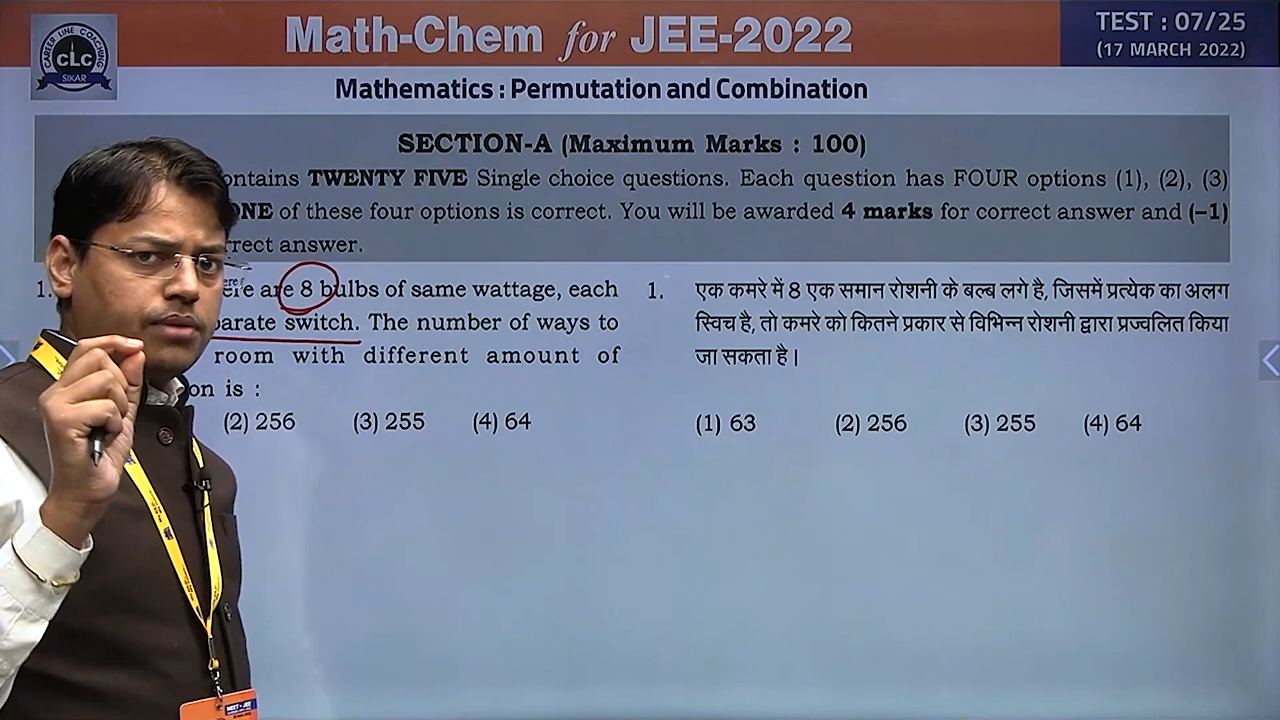 Math-Chem for JEE-2022
TEST : 07/25
(17 MARCH 2022)
CAREER LINE COACHING
CLC
SIKAR
Mathematics : Permutation and Combination
SECTION-A (Maximum Marks : 100)
ontains TWENTY FIVE Single choice questions. Each question has FOUR options (1), (2), (3)
ONE of these four options is correct. You will be awarded 4 marks for correct answer and (–1)
rrect answer.
1. ere are 8 bulbs of same wattage, each
parate switch. The number of ways to
room with different amount of
on is :
(2) 256 (3) 255 (4) 64
1. एक कमरे में 8 एक समान रोशनी के बल्ब लगे है, जिसमें प्रत्येक का अलग
स्विच है, तो कमरे को कितने प्रकार से विभिन्न रोशनी द्वारा प्रज्वलित किया
जा सकता है।
(1) 63 (2) 256 (3) 255 (4) 64
NEET • JEE